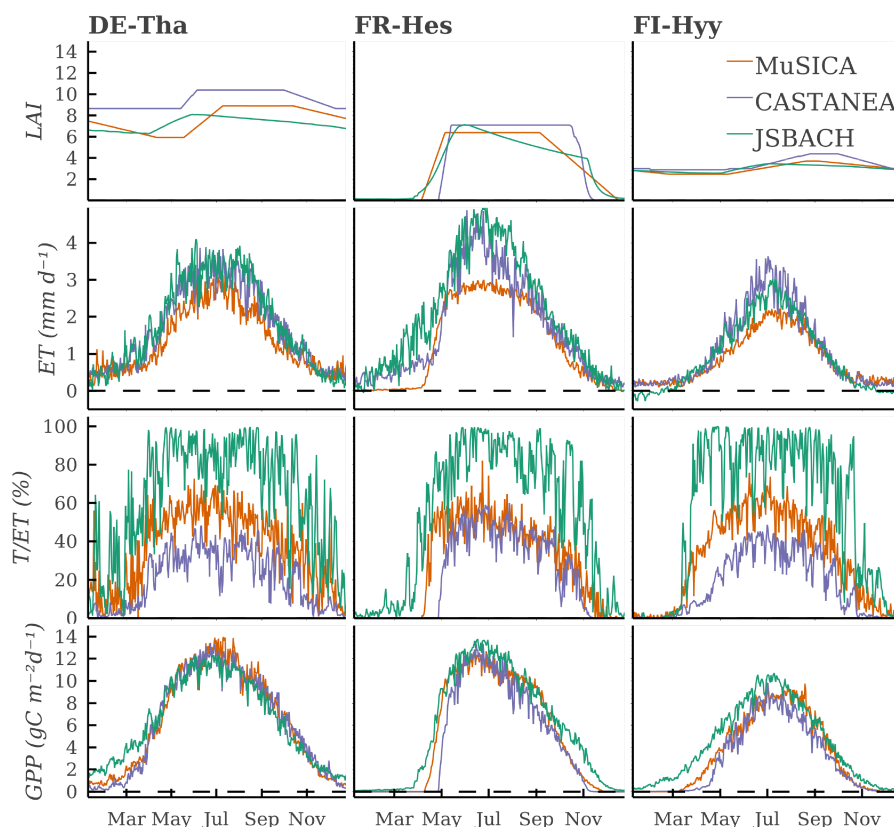 DE-Tha FR-Hes FI-Hyy
LAI
14
12
10
8
6
4
2
MuSICA
CASTANEA
JSBACH
ET (mm d⁻¹)
4
3
2
1
0
T/ET (%)
100
80
60
40
20
0
GPP (gC m⁻²d⁻¹)
14
12
10
8
6
4
2
0
Mar May Jul Sep Nov Mar May Jul Sep Nov Mar May Jul Sep Nov